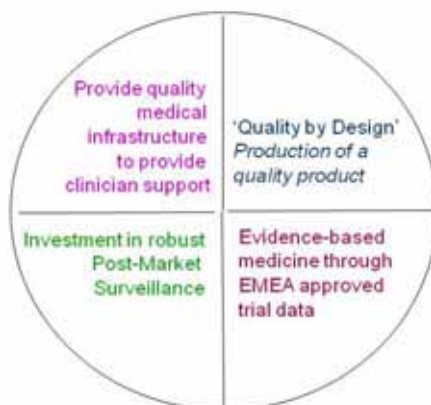 Provide quality
medical
infrastructure
to provide
clinician support
'Quality by Design'
Production of a
quality product
Investment in robust
Post-Market
Surveillance
Evidence-based
medicine through
EMEA approved
trial data